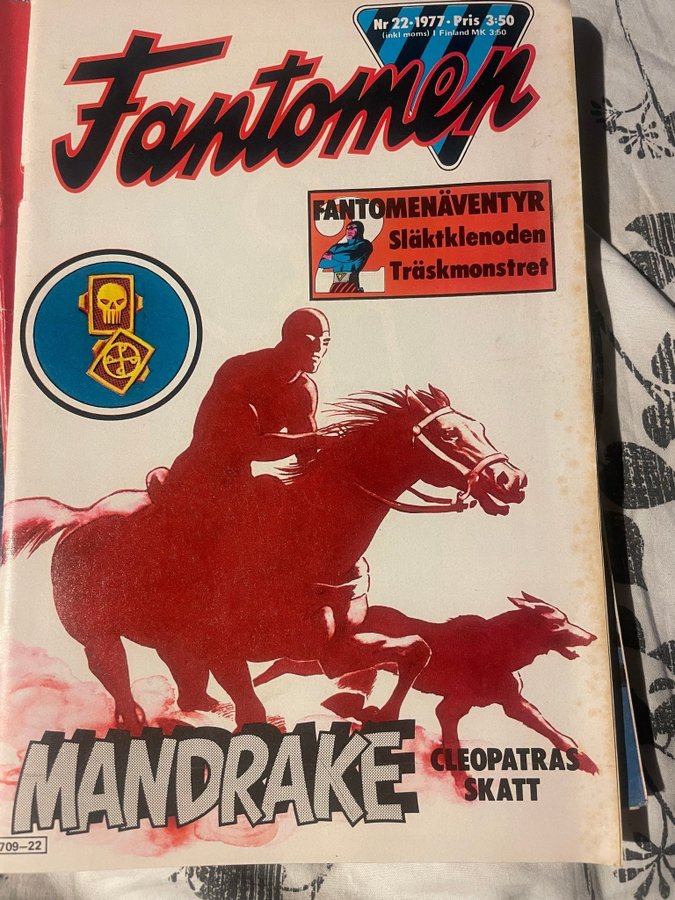 Nr 22·1977·Pris 3:50
(inkl moms) I Finland MK 3:50
Fantomen
FANTOMENÄVENTYR
2
Släktklenoden
Träskmonstret
MANDRAKE
CLEOPATRAS
SKATT
709—22